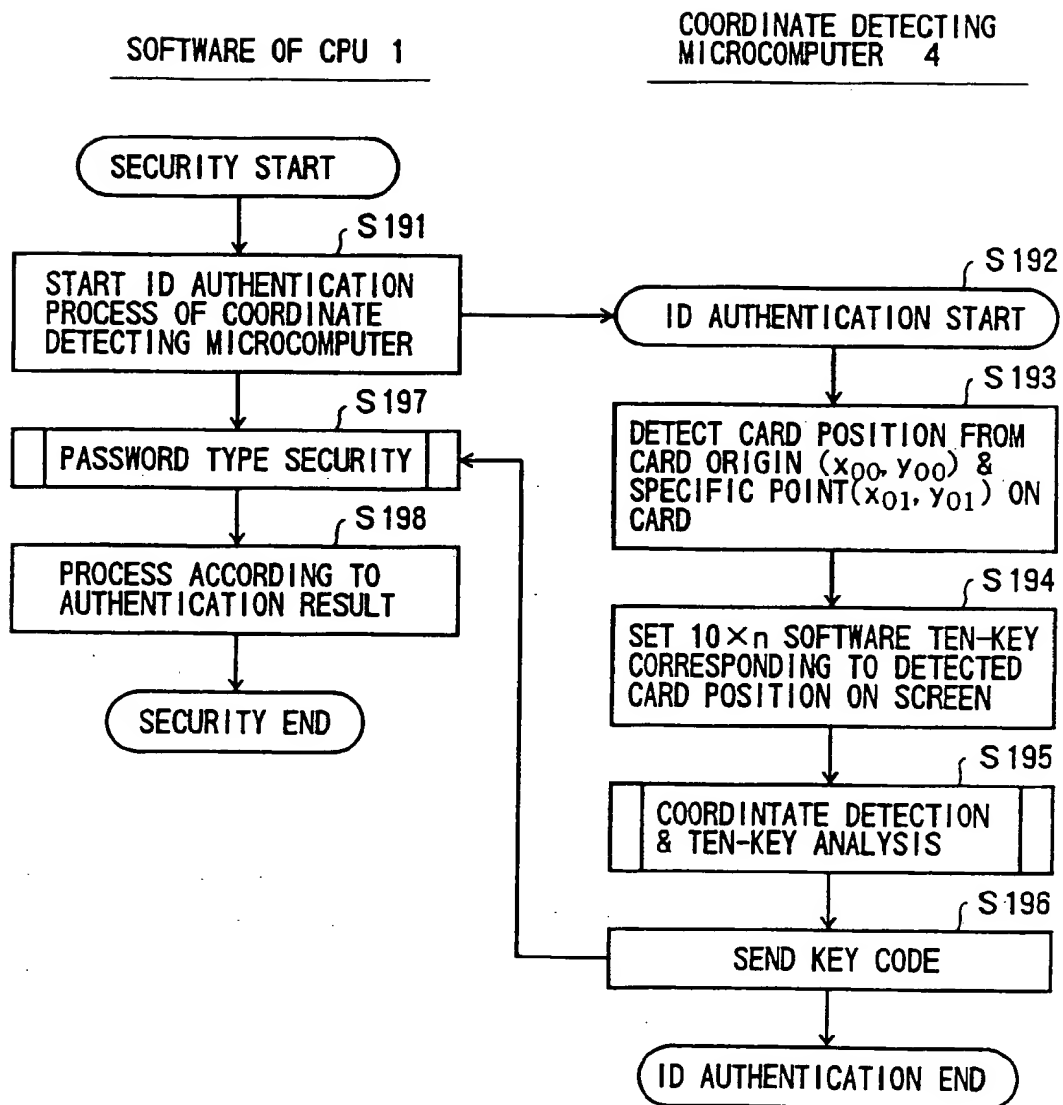 SOFTWARE OF CPU 1
COORDINATE DETECTING
MICROCOMPUTER 4
SECURITY START
S191
START ID AUTHENTICATION
PROCESS OF COORDINATE
DETECTING MICROCOMPUTER
S197
PASSWORD TYPE SECURITY
S198
PROCESS ACCORDING TO
AUTHENTICATION RESULT
SECURITY END
S192
ID AUTHENTICATION START
S193
DETECT CARD POSITION FROM
CARD ORIGIN (x00, y00) &
SPECIFIC POINT(x01, y01) ON
CARD
S194
SET 10×n SOFTWARE TEN-KEY
CORRESPONDING TO DETECTED
CARD POSITION ON SCREEN
S195
COORDINTATE DETECTION
& TEN-KEY ANALYSIS
S196
SEND KEY CODE
ID AUTHENTICATION END